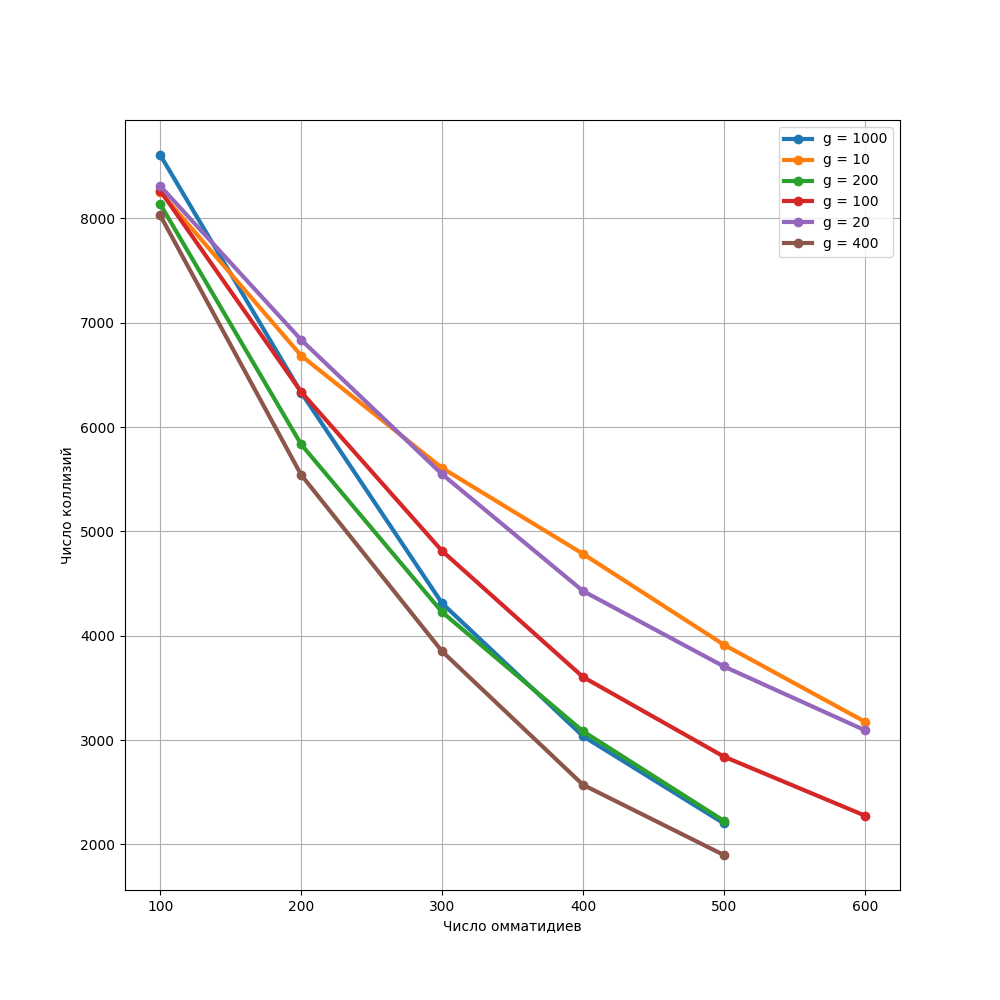 g = 1000
g = 10
g = 200
g = 100
g = 20
g = 400
8000
7000
6000
5000
4000
3000
2000
Число коллизий
100 200 300 400 500 600
Число омматидиев